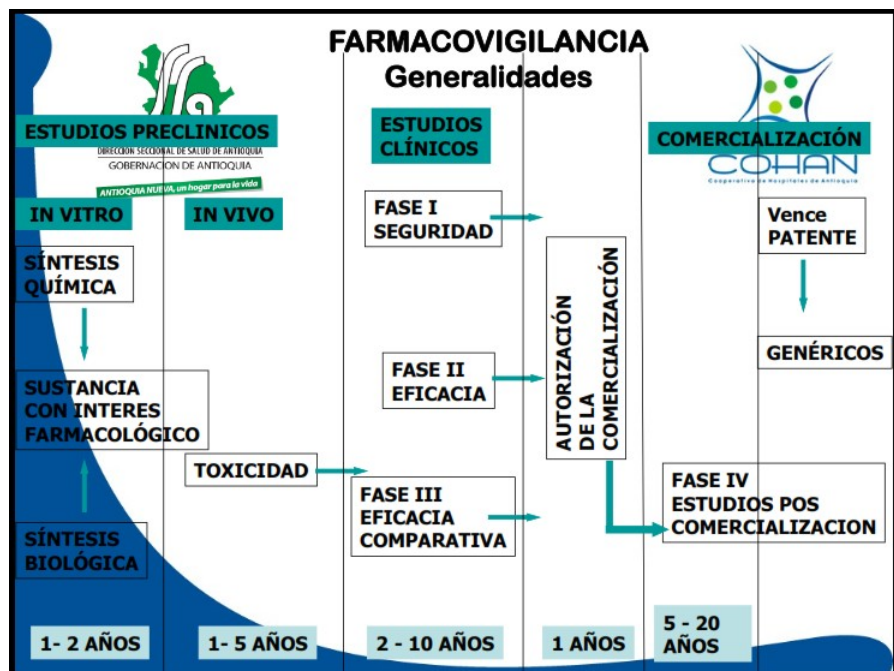 FARMACOVIGILANCIA
Generalidades
ESTUDIOS PRECLINICOS
DIRECCION SECCIONAL DE SALUD DE ANTIOQUIA
GOBERNACION DE ANTIOQUIA
ANTIOQUIA NUEVA, un hogar para la vida
ESTUDIOS
CLÍNICOS
COMERCIALIZACIÓN
COHAN
Cooperativa de Hospitales de Antioquia
IN VITRO
IN VIVO
FASE I
SEGURIDAD
Vence
PATENTE
SÍNTESIS
QUÍMICA
AUTORIZACIÓN
DE LA
COMERCIALIZACIÓN
GENÉRICOS
FASE II
EFICACIA
SUSTANCIA
CON INTERES
FARMACOLÓGICO
TOXICIDAD
FASE III
EFICACIA
COMPARATIVA
FASE IV
ESTUDIOS POS
COMERCIALIZACION
SÍNTESIS
BIOLÓGICA
1- 2 AÑOS
1- 5 AÑOS
2 - 10 AÑOS
1 AÑOS
5 - 20
AÑOS